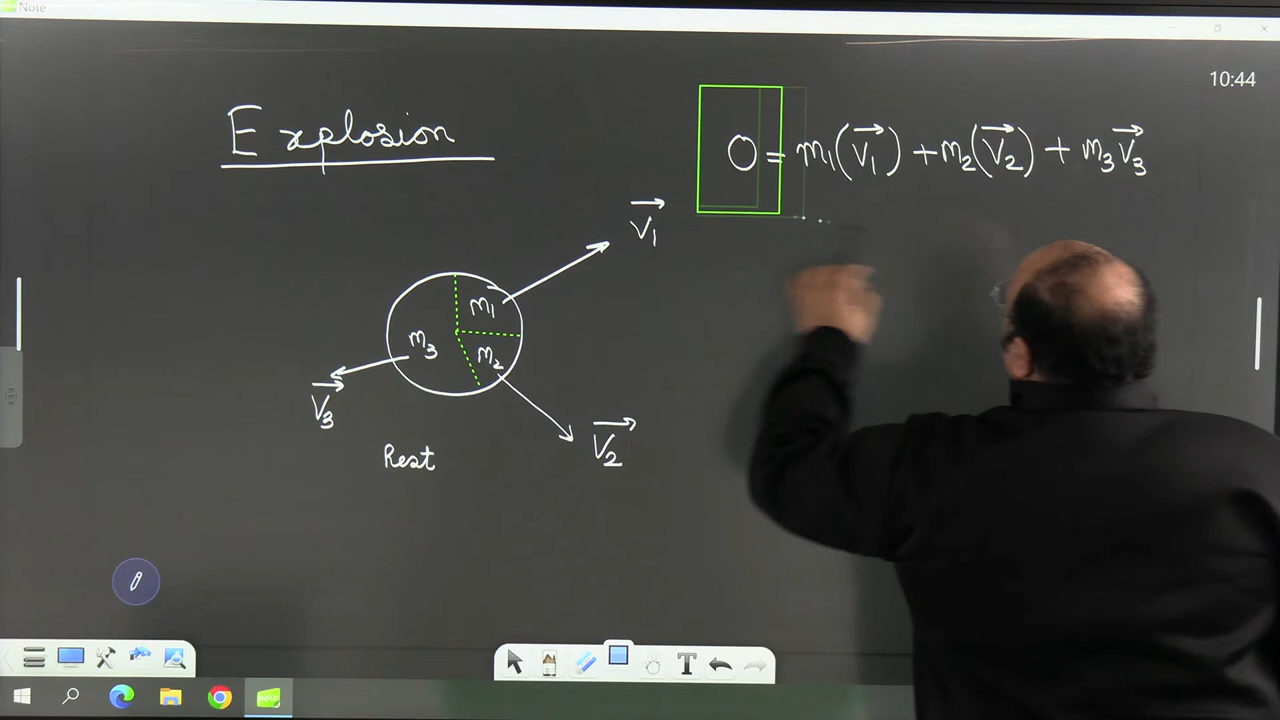 Note
10:44
Explosion
0 = m₁(V₁⃗) + m₂(V₂⃗) + m₃V₃⃗
V₁⃗
m₁
m₃
m₂
V₃⃗
V₂⃗
Rest
T